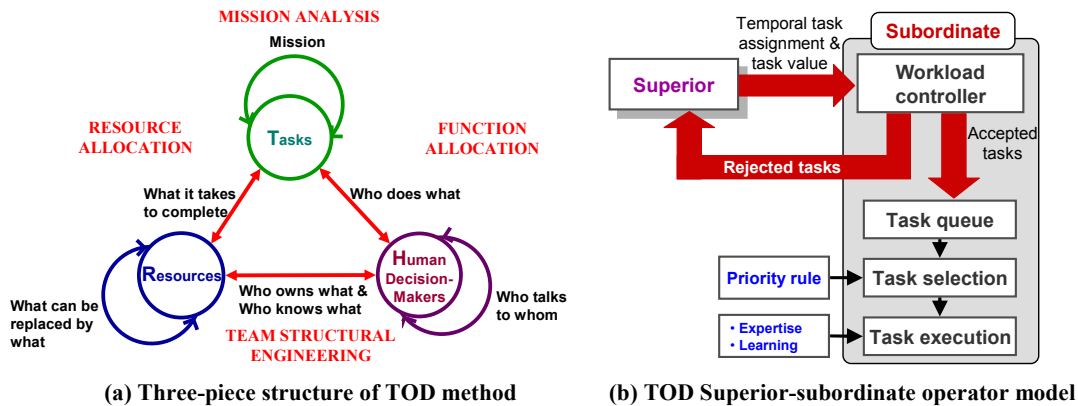 MISSION ANALYSIS
Mission
Tasks
RESOURCE
ALLOCATION
FUNCTION
ALLOCATION
What it takes
to complete
Who does what
Resources
Human
Decision-
Makers
Who owns what &
Who knows what
What can be
replaced by
what
Who talks
to whom
TEAM STRUCTURAL
ENGINEERING
(a) Three-piece structure of TOD method
Temporal task
assignment &
task value
Subordinate
Superior
Workload
controller
Accepted
tasks
Rejected tasks
Task queue
Priority rule
Task selection
• Expertise
• Learning
Task execution
(b) TOD Superior-subordinate operator model